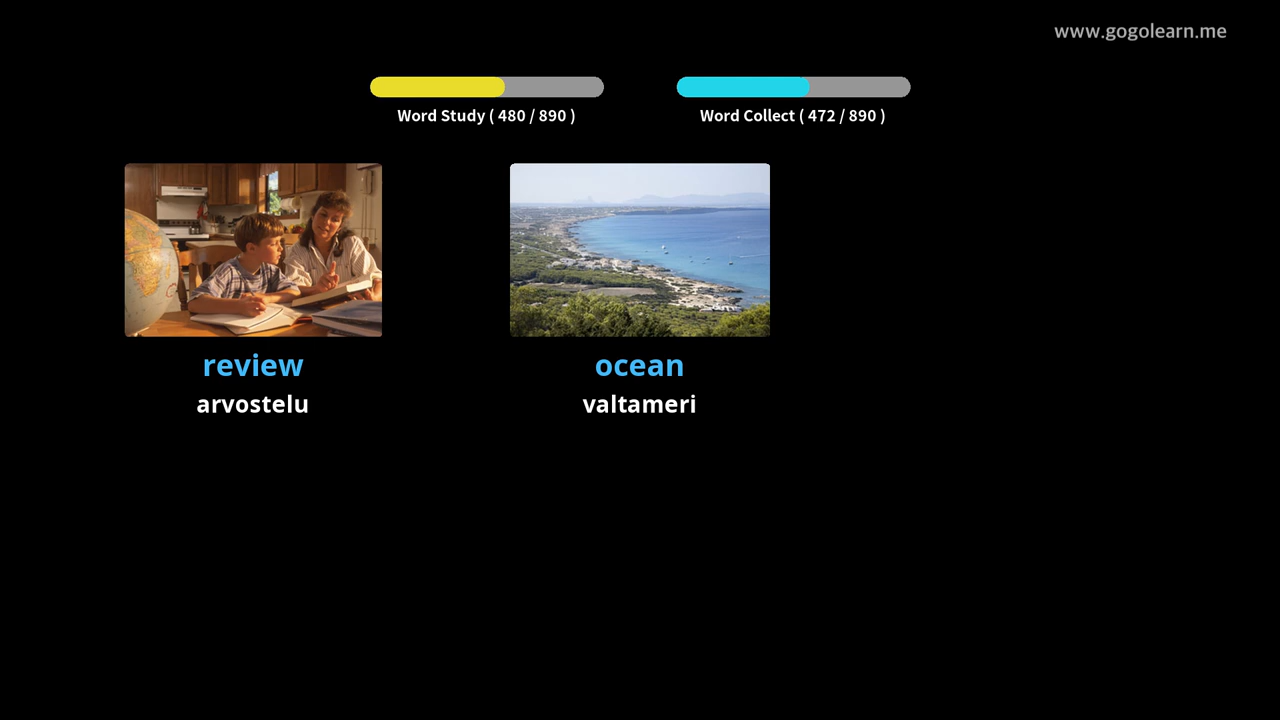 www.gogolearn.me
Word Study ( 480 / 890 )
Word Collect ( 472 / 890 )
review
arvostelu
ocean
valtameri